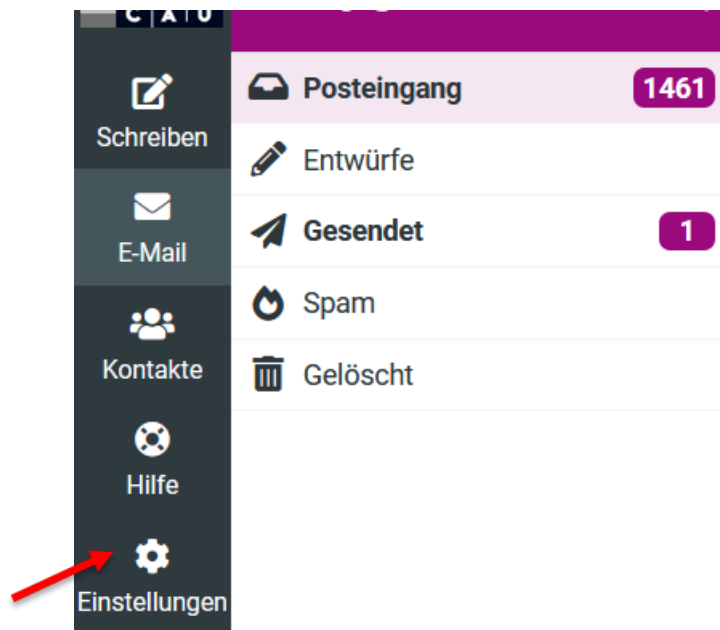 C A U
Schreiben
E-Mail
Kontakte
Hilfe
Einstellungen
Posteingang 1461
Entwürfe
Gesendet 1
Spam
Gelöscht